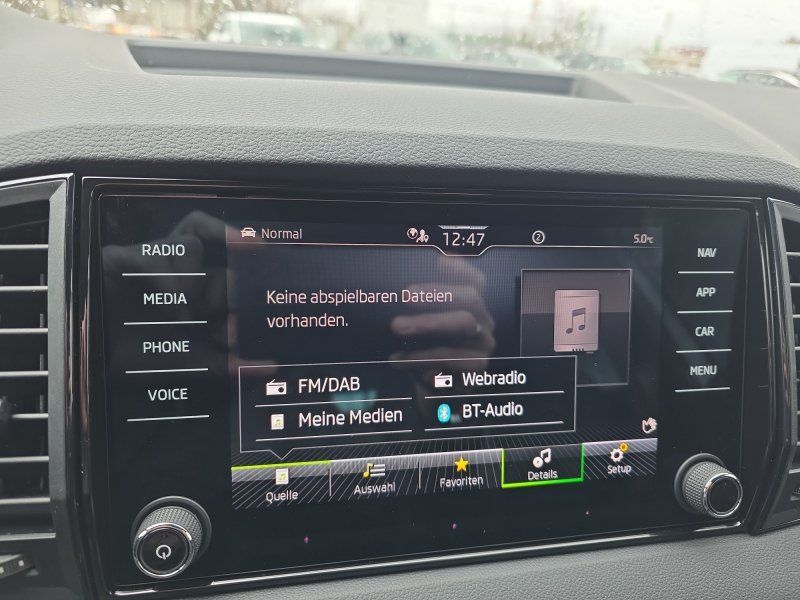 Normal
12:47
2
5.0°C
RADIO
MEDIA
PHONE
VOICE
NAV
APP
CAR
MENU
Keine abspielbaren Dateien
vorhanden.
FM/DAB
Webradio
Meine Medien
BT-Audio
Quelle
Auswahl
Favoriten
Details
Setup